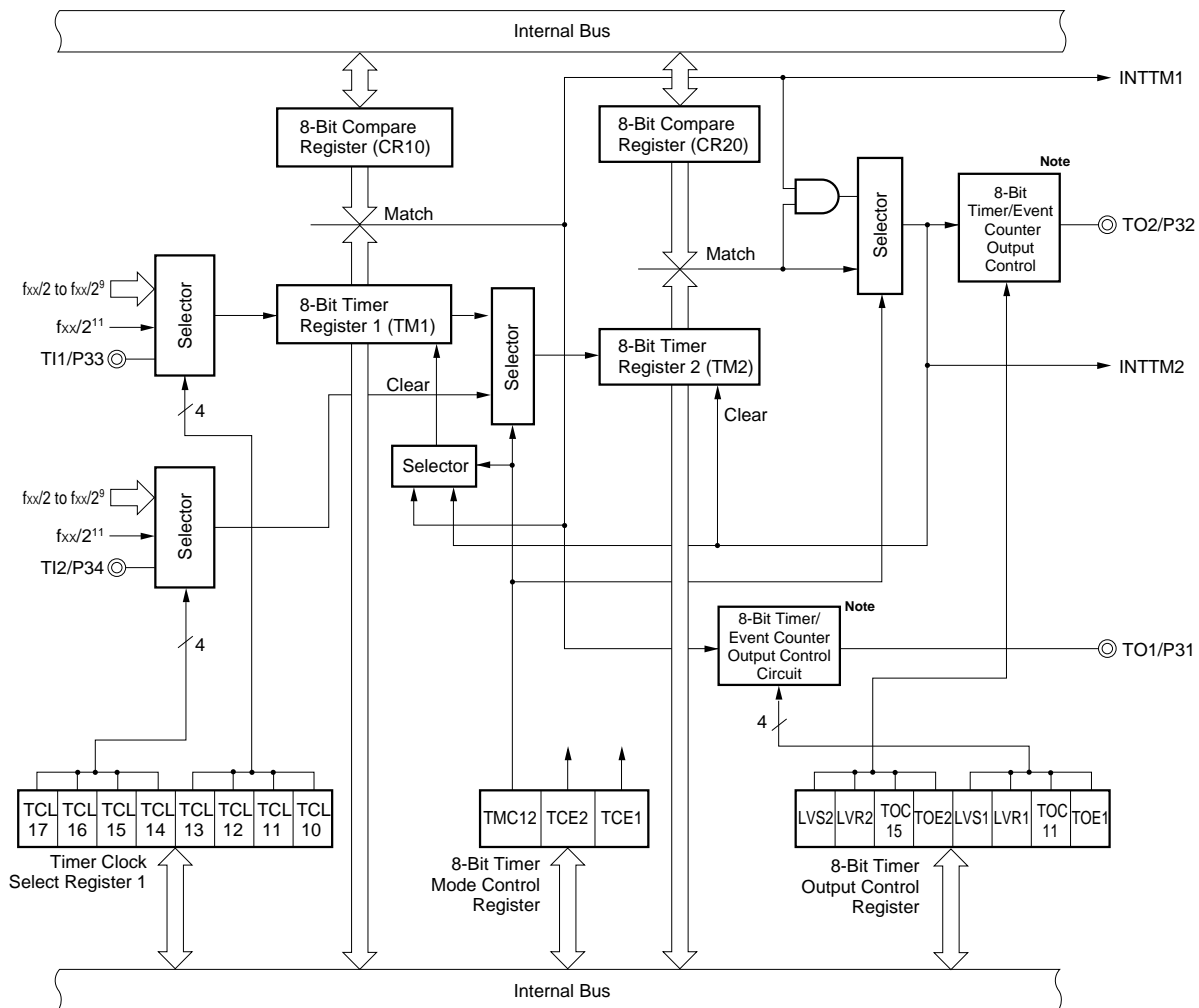 Internal Bus
INTTM1
8-Bit Compare
Register (CR10)
8-Bit Compare
Register (CR20)
Note
8-Bit
Timer/Event
Counter
Output
Control
TO2/P32
Selector
Match
Match
fxx/2 to fxx/2⁹
fxx/2¹¹
TI1/P33
Selector
8-Bit Timer
Register 1 (TM1)
Selector
8-Bit Timer
Register 2 (TM2)
INTTM2
4
Clear
Clear
Selector
fxx/2 to fxx/2⁹
fxx/2¹¹
TI2/P34
Selector
4
Note
8-Bit Timer/
Event Counter
Output Control
Circuit
TO1/P31
4
TCL 17
TCL 16
TCL 15
TCL 14
TCL 13
TCL 12
TCL 11
TCL 10
TMC12
TCE2
TCE1
LVS2
LVR2
TOC 15
TOE2
LVS1
LVR1
TOC 11
TOE1
Timer Clock
Select Register 1
8-Bit Timer
Mode Control
Register
8-Bit Timer
Output Control
Register
Internal Bus